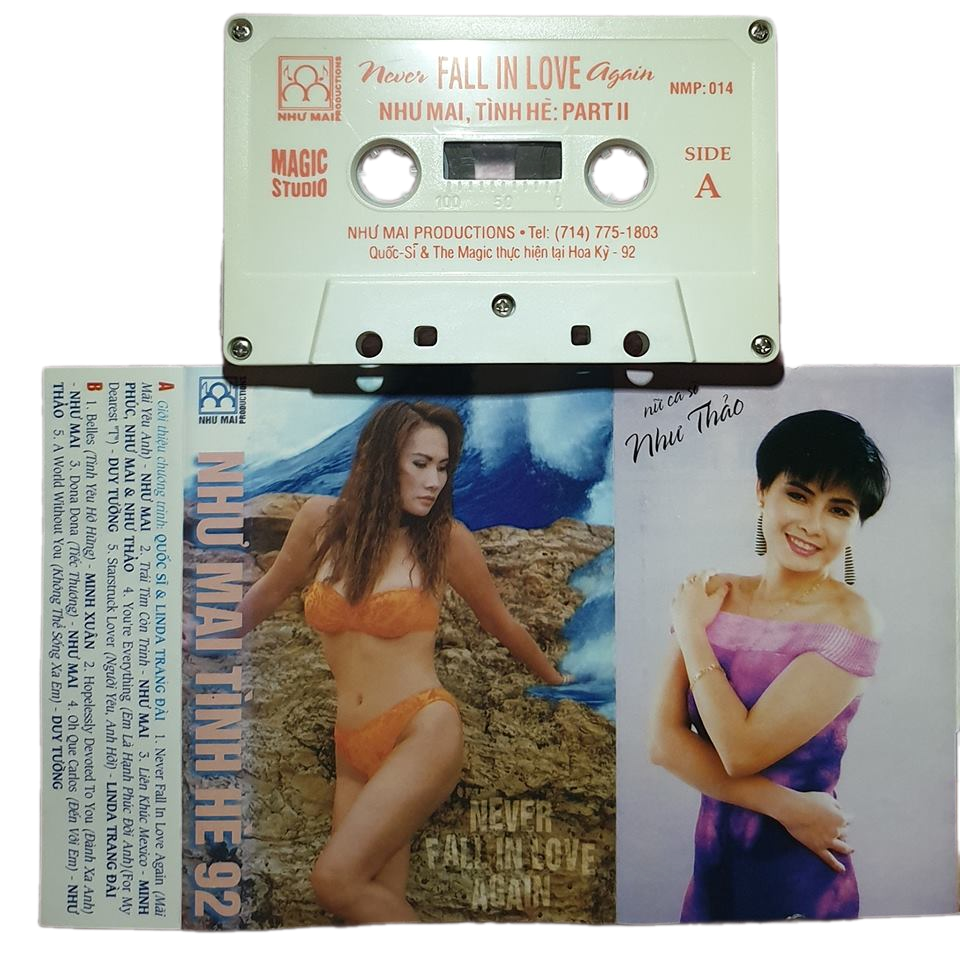 NHƯ MAI
PRODUCTIONS
Never FALL IN LOVE Again
NMP: 014
NHƯ MAI, TÌNH HÈ: PART II
MAGIC
STUDIO
SIDE
A
100 50 0
NHƯ MAI PRODUCTIONS • Tel: (714) 775-1803
Quốc-Sĩ & The Magic thực hiện tại Hoa Kỳ - 92
A Giới thiệu chương trình QUỐC SĨ & LINDA TRANG ĐÀI 1. Never Fall In Love Again (Mãi
Mãi Yêu Anh) - NHƯ MAI 2. Trái Tim Còn Trinh - NHƯ MAI 3. Liên Khúc Mexico - MINH
PHÚC, NHƯ MAI & NHƯ THẢO 4. You're Everything (Em Là Hạnh Phúc Đời Anh)(For My
Dearest "T") - DUY TƯỜNG 5. Starstruck Lover (Người Yêu, Anh Hỡi) - LINDA TRANG ĐÀI
B 1. Belles (Tình Yêu Hờ Hững) - MINH XUÂN 2. Hopelessly Devoted To You (Đành Xa Anh)
- NHƯ MAI 3. Dona Dona (Tiếc Thương) - NHƯ MAI 4. Oh Que Carlos (Đến Với Em) - NHƯ
THẢO 5. A World Without You (Không Thể Sống Xa Em) - DUY TƯỜNG
NHƯ MAI
PRODUCTIONS
NHƯ MAI TÌNH HÈ 92
NEVER
FALL IN LOVE
AGAIN
nữ ca sĩ
Như Thảo